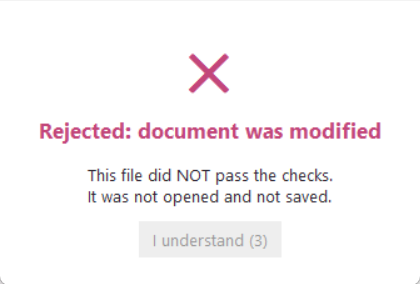 Rejected: document was modified
This file did NOT pass the checks.
It was not opened and not saved.
I understand (3)